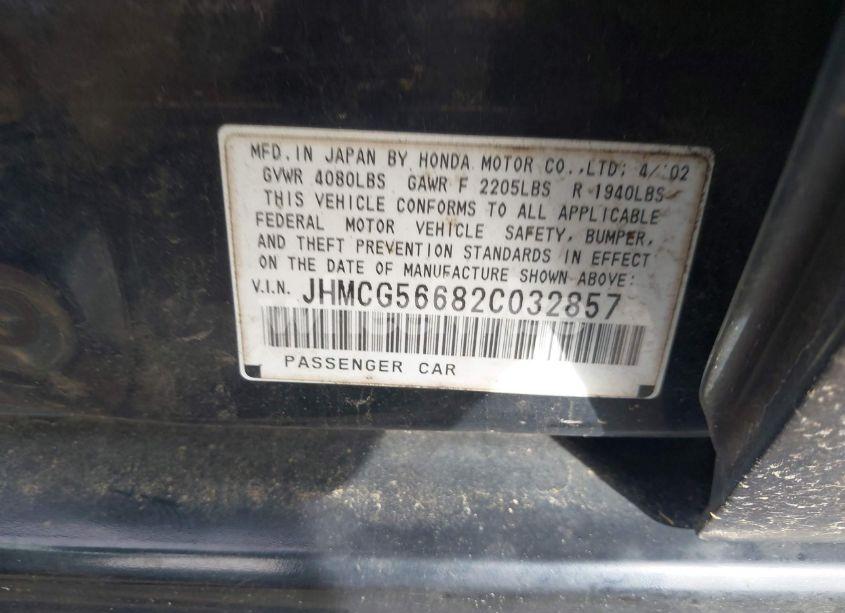 MFD. IN JAPAN BY HONDA MOTOR CO.,LTD; 4/'02
GVWR 4080LBS GAWR F 2205LBS R 1940LBS
THIS VEHICLE CONFORMS TO ALL APPLICABLE
FEDERAL MOTOR VEHICLE SAFETY, BUMPER,
AND THEFT PREVENTION STANDARDS IN EFFECT
ON THE DATE OF MANUFACTURE SHOWN ABOVE:
V.I.N. JHMCG56682C032857
PASSENGER CAR